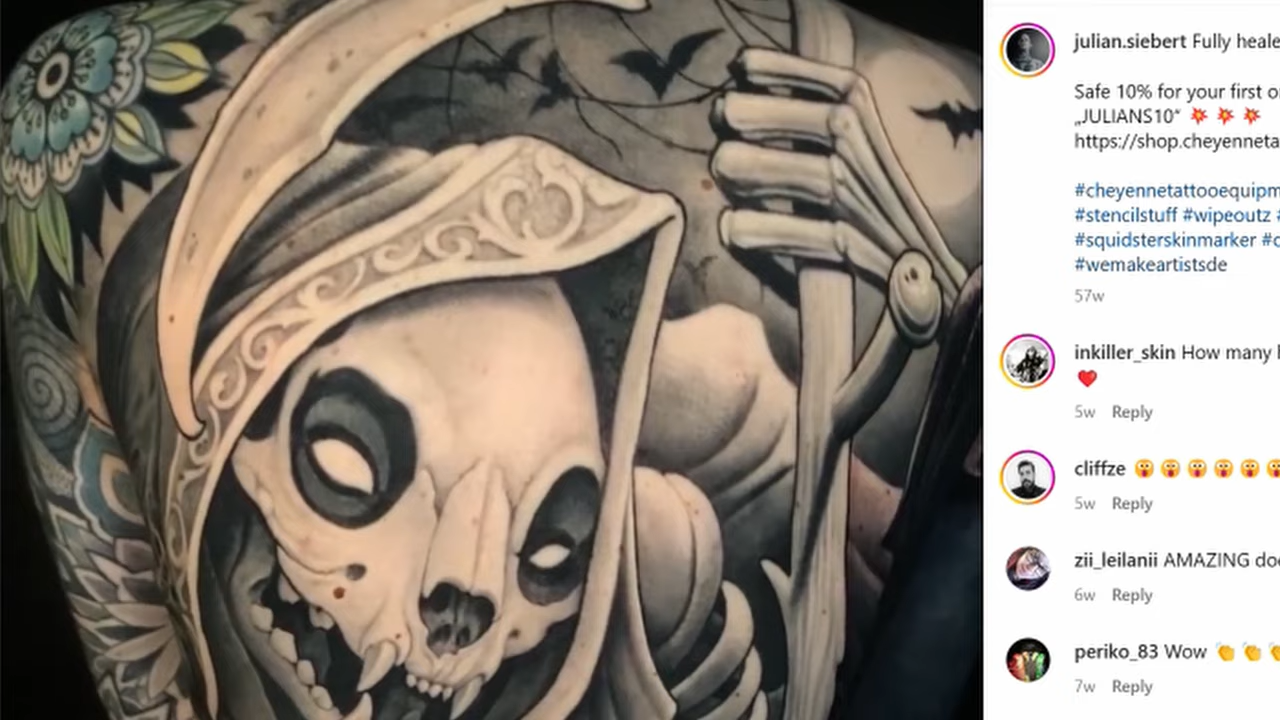 julian.siebert Fully heale
Safe 10% for your first o
„JULIANS10“ 💥 💥 💥
https://shop.cheyenneta
#cheyennetattooequipm
#stencilstuff #wipeoutz #
#squidsterskinmarker #c
#wemakeartistsde
57w
inkiller_skin How many
❤️
5w Reply
cliffze 😲 😲 😲 😲 😲 😲
5w Reply
zii_leilanii AMAZING do
6w Reply
periko_83 Wow 👏 👏 👏
7w Reply